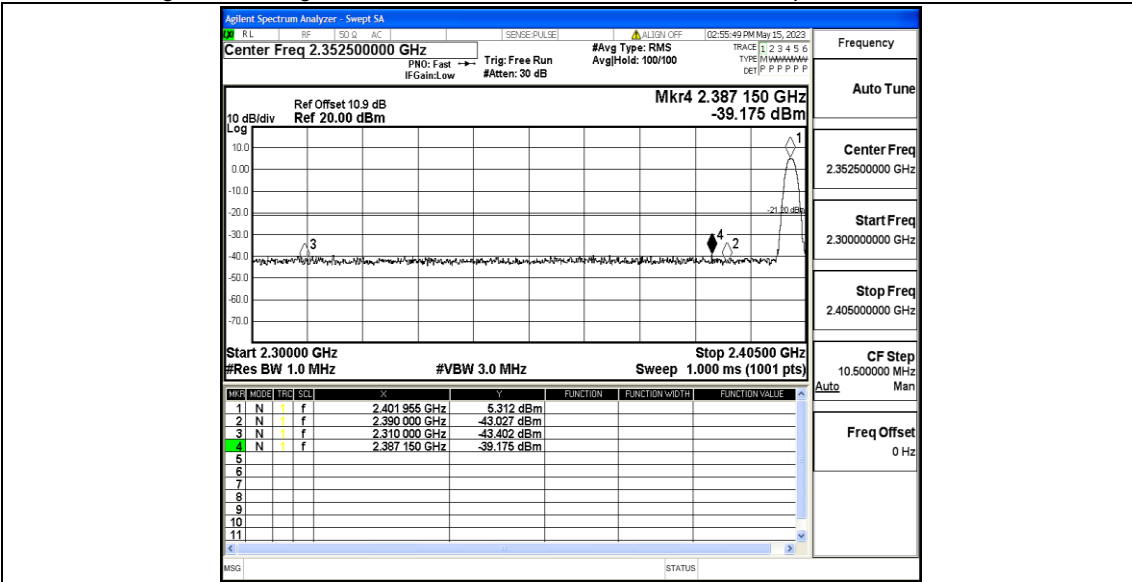 Agilent Spectrum Analyzer - Swept SA
RL RF 50 Ω AC SENSE:PULSE ALIGN OFF 02:55:49 PM May 15, 2023
Center Freq 2.352500000 GHz
PNO: Fast
IFGain:Low
Trig: Free Run
#Atten: 30 dB
#Avg Type: RMS
Avg|Hold: 100/100
TRACE 1 2 3 4 5 6
TYPE M WWWWW
DET P P P P P P
Frequency
Auto Tune
Center Freq
2.352500000 GHz
Start Freq
2.300000000 GHz
Stop Freq
2.405000000 GHz
CF Step
10.500000 MHz
Auto Man
Freq Offset
0 Hz
Mkr4 2.387 150 GHz
-39.175 dBm
Ref Offset 10.9 dB
10 dB/div Ref 20.00 dBm
Log
10.0
0.00
-10.0
-20.0
-30.0
-40.0
-50.0
-60.0
-70.0
1
-21.20 dBm
3
4
2
Start 2.30000 GHz Stop 2.40500 GHz
#Res BW 1.0 MHz #VBW 3.0 MHz Sweep 1.000 ms (1001 pts)
MKR MODE TRC SCL X Y FUNCTION FUNCTION WIDTH FUNCTION VALUE
1 N 1 f 2.401 955 GHz 5.312 dBm
2 N 1 f 2.390 000 GHz -43.027 dBm
3 N 1 f 2.310 000 GHz -43.402 dBm
4 N 1 f 2.387 150 GHz -39.175 dBm
5
6
7
8
9
10
11
MSG STATUS